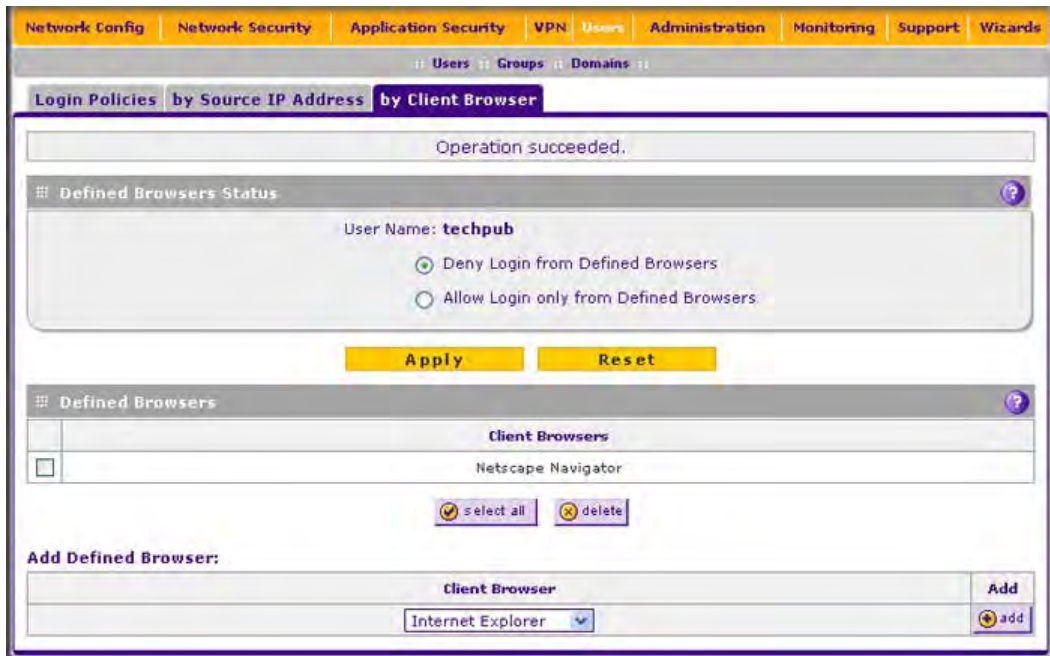 Network Config Network Security Application Security VPN Users Administration Monitoring Support Wizards
Users Groups Domains
Login Policies by Source IP Address by Client Browser
Operation succeeded.
Defined Browsers Status
User Name: techpub
Deny Login from Defined Browsers
Allow Login only from Defined Browsers
Apply Reset
Defined Browsers
Client Browsers
Netscape Navigator
select all delete
Add Defined Browser:
Client Browser Add
Internet Explorer add